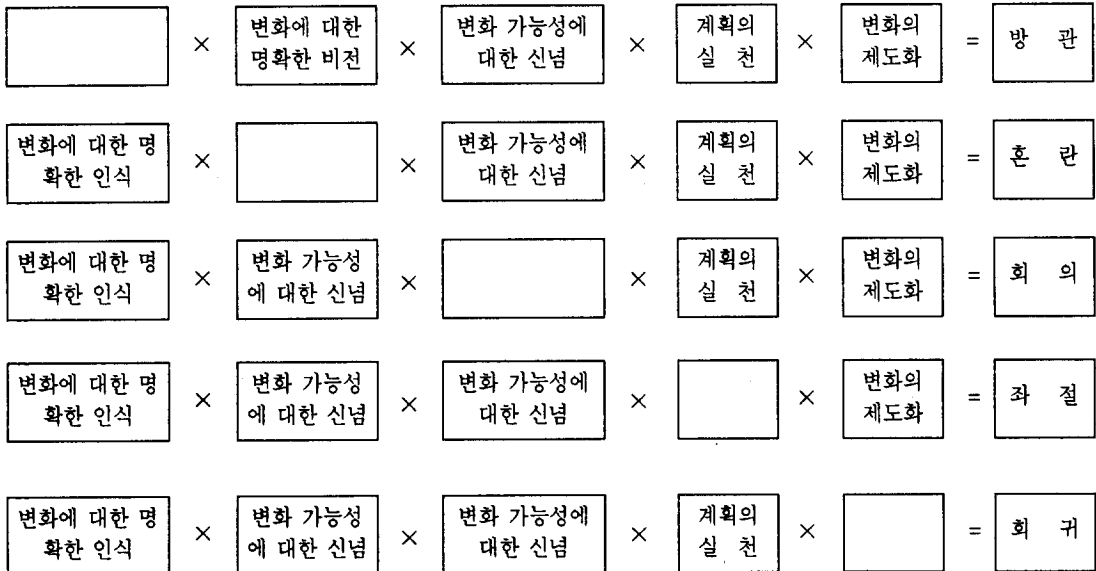 × 변화에 대한 명확한 비전 × 변화 가능성에 대한 신념 × 계획의 실 천 × 변화의 제도화 = 방 관
변화에 대한 명확한 인식 × × 변화 가능성에 대한 신념 × 계획의 실 천 × 변화의 제도화 = 혼 란
변화에 대한 명확한 인식 × 변화 가능성에 대한 신념 × × 계획의 실 천 × 변화의 제도화 = 회 의
변화에 대한 명확한 인식 × 변화 가능성에 대한 신념 × 변화 가능성에 대한 신념 × × 변화의 제도화 = 좌 절
변화에 대한 명확한 인식 × 변화 가능성에 대한 신념 × 변화 가능성에 대한 신념 × 계획의 실 천 × = 회 귀